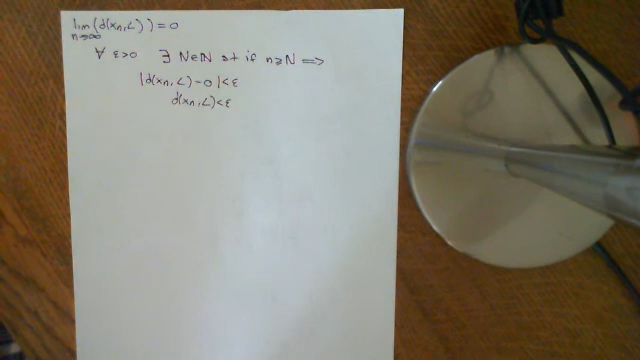 lim (d(xn, L)) = 0
n→∞
∀ ε>0 ∃ N∈ℕ st if n≥N ⟹
|d(xn, L) - 0| < ε
d(xn, L) < ε